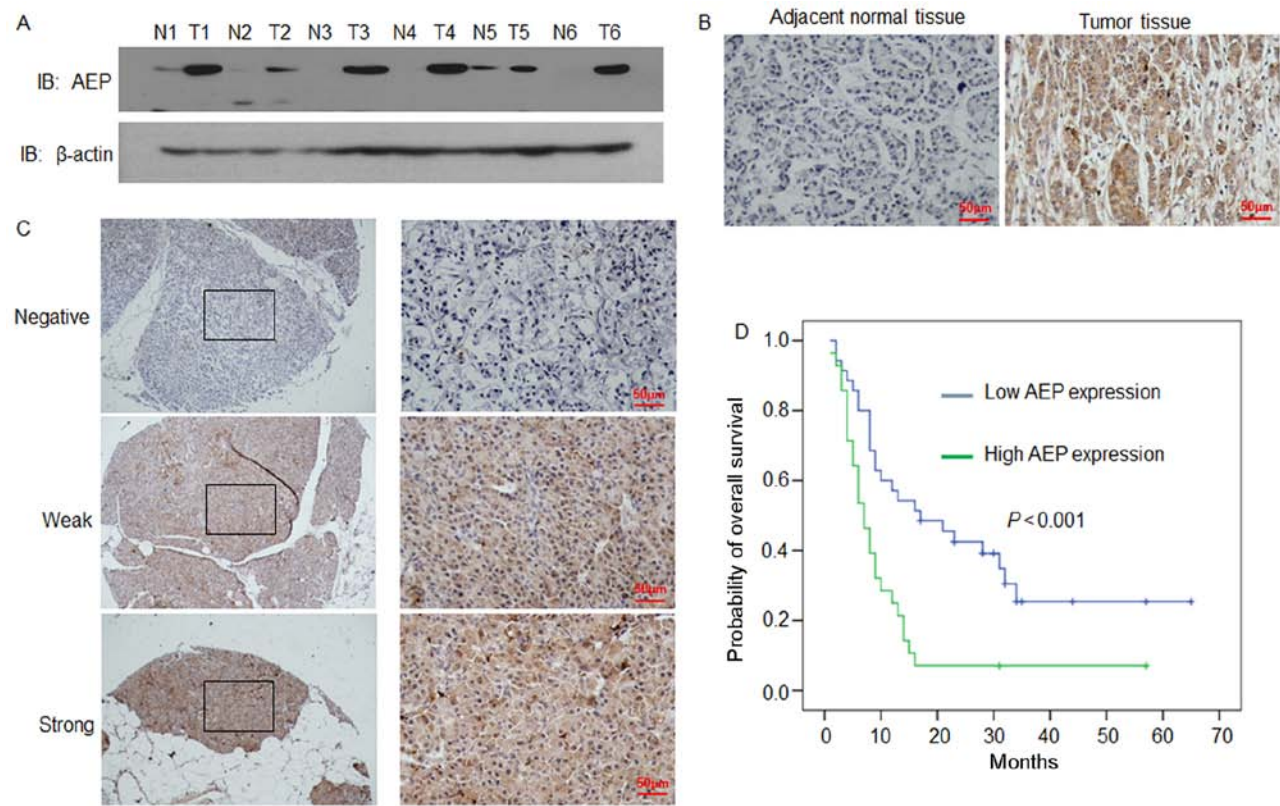 A
N1 T1 N2 T2 N3 T3 N4 T4 N5 T5 N6 T6
IB: AEP
IB: β-actin
B
Adjacent normal tissue
Tumor tissue
50μm
50μm
C
Negative
50μm
Weak
50μm
Strong
50μm
D
Probability of overall survival
1.0
0.8
0.6
0.4
0.2
0.0
Low AEP expression
High AEP expression
P<0.001
0 10 20 30 40 50 60 70
Months